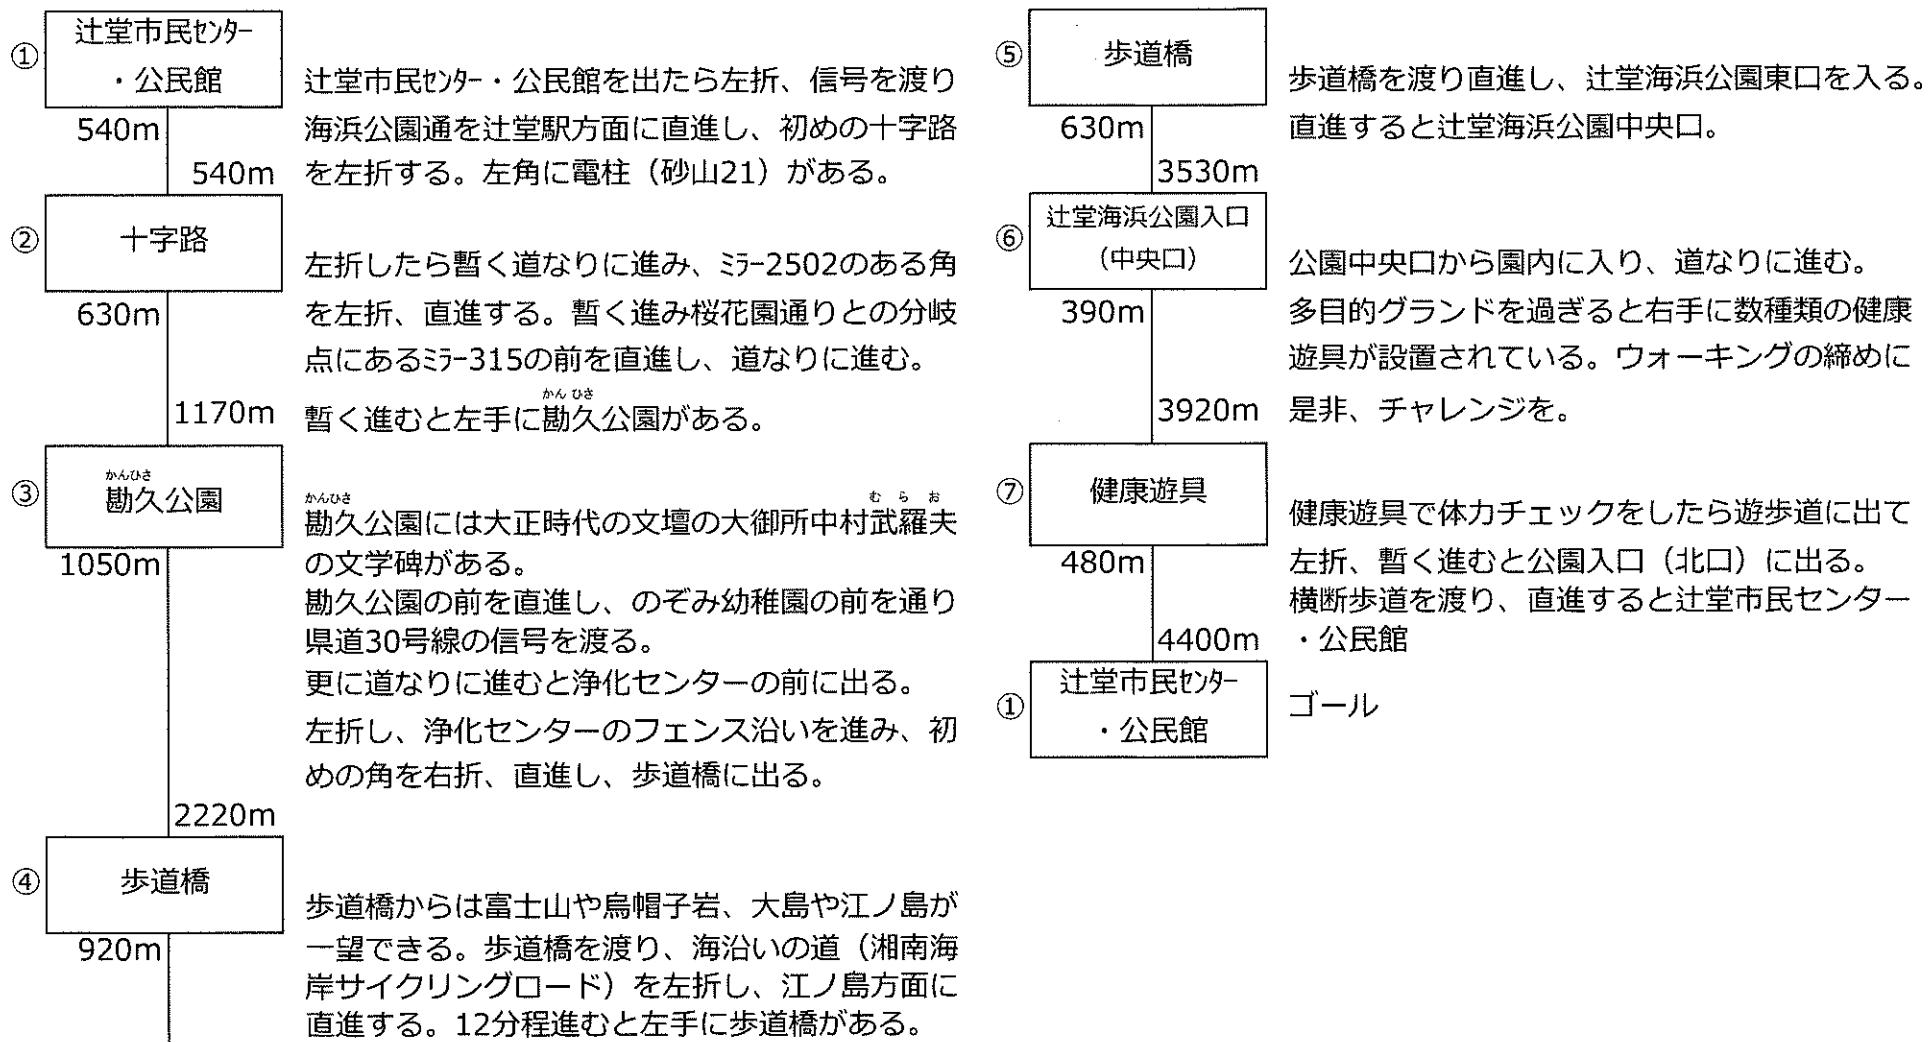 ①
辻堂市民ｾﾝﾀｰ
・公民館
辻堂市民ｾﾝﾀｰ・公民館を出たら左折、信号を渡り
海浜公園通を辻堂駅方面に直進し、初めの十字路
を左折する。左角に電柱（砂山21）がある。
540m
540m
②
十字路
左折したら暫く道なりに進み、ﾐﾗｰ2502のある角
を左折、直進する。暫く進み桜花園通りとの分岐
点にあるﾐﾗｰ315の前を直進し、道なりに進む。
かん ひさ
暫く進むと左手に勘久公園がある。
630m
1170m
③
かんひさ
勘久公園
かんひさ
むらお
勘久公園には大正時代の文壇の大御所中村武羅夫
の文学碑がある。
勘久公園の前を直進し、のぞみ幼稚園の前を通り
県道30号線の信号を渡る。
更に道なりに進むと浄化センターの前に出る。
左折し、浄化センターのフェンス沿いを進み、初
めの角を右折、直進し、歩道橋に出る。
1050m
2220m
④
歩道橋
歩道橋からは富士山や烏帽子岩、大島や江ノ島が
一望できる。歩道橋を渡り、海沿いの道（湘南海
岸サイクリングロード）を左折し、江ノ島方面に
直進する。12分程進むと左手に歩道橋がある。
920m
⑤
歩道橋
歩道橋を渡り直進し、辻堂海浜公園東口を入る。
直進すると辻堂海浜公園中央口。
630m
3530m
⑥
辻堂海浜公園入口
（中央口）
公園中央口から園内に入り、道なりに進む。
多目的グランドを過ぎると右手に数種類の健康
遊具が設置されている。ウォーキングの締めに
是非、チャレンジを。
390m
3920m
⑦
健康遊具
健康遊具で体力チェックをしたら遊歩道に出て
左折、暫く進むと公園入口（北口）に出る。
横断歩道を渡り、直進すると辻堂市民センター
・公民館
480m
4400m
①
辻堂市民ｾﾝﾀｰ
・公民館
ゴール